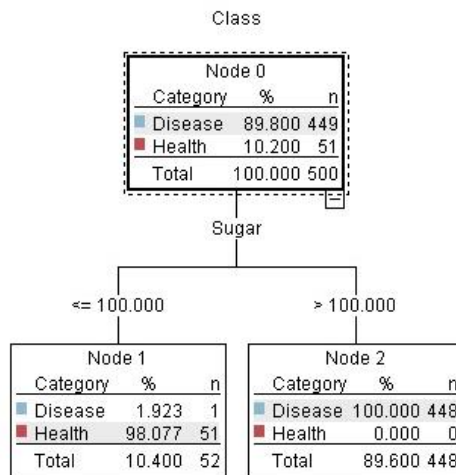 Class
Node 0
Category % n
Disease 89.800 449
Health 10.200 51
Total 100.000 500
Sugar
<= 100.000
> 100.000
Node 1
Category % n
Disease 1.923 1
Health 98.077 51
Total 10.400 52
Node 2
Category % n
Disease 100.000 448
Health 0.000 0
Total 89.600 448